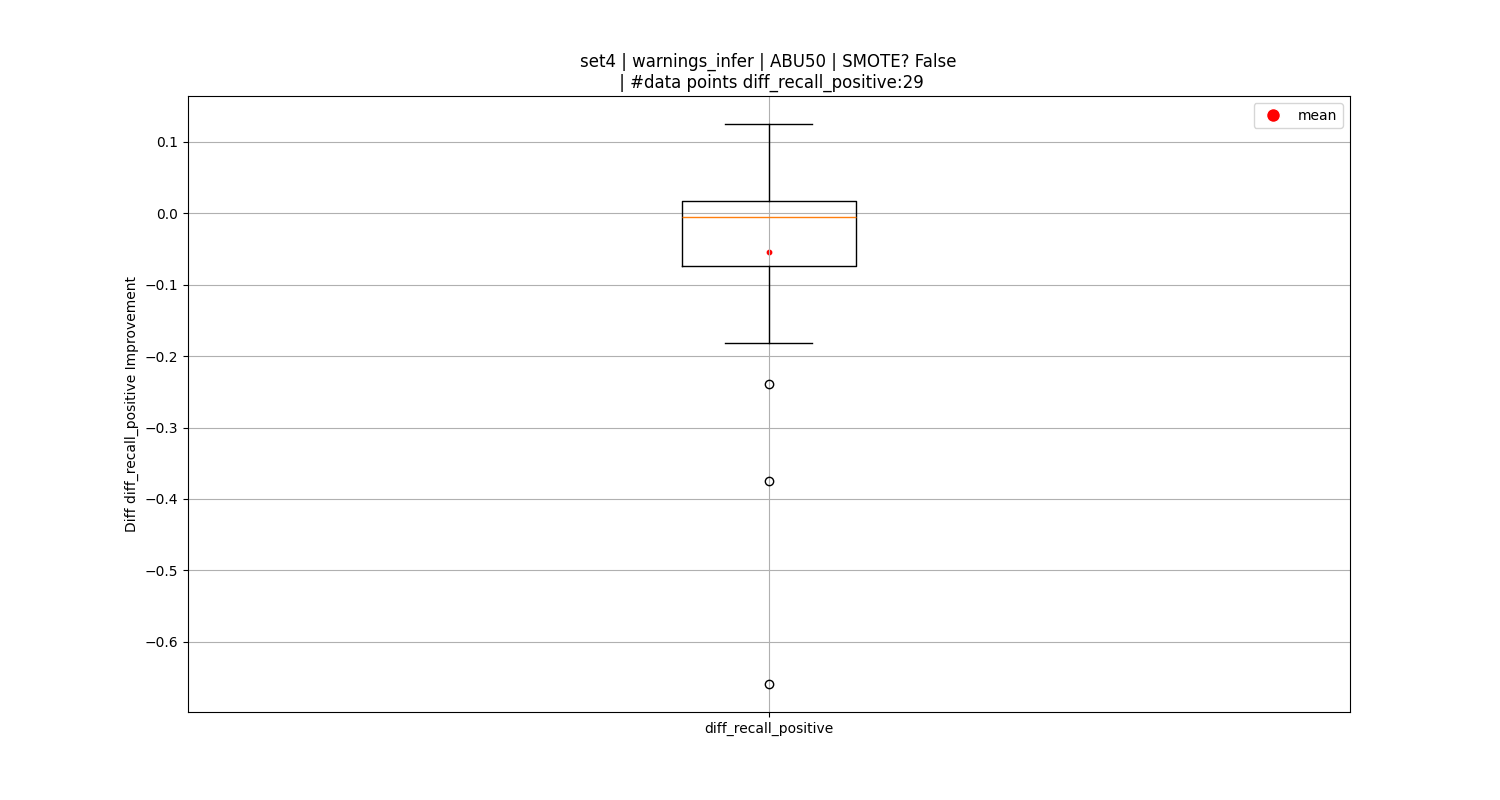 set4 | warnings_infer | ABU50 | SMOTE? False
| #data points diff_recall_positive:29
mean
0.1
0.0
−0.1
−0.2
−0.3
−0.4
−0.5
−0.6
Diff diff_recall_positive Improvement
diff_recall_positive